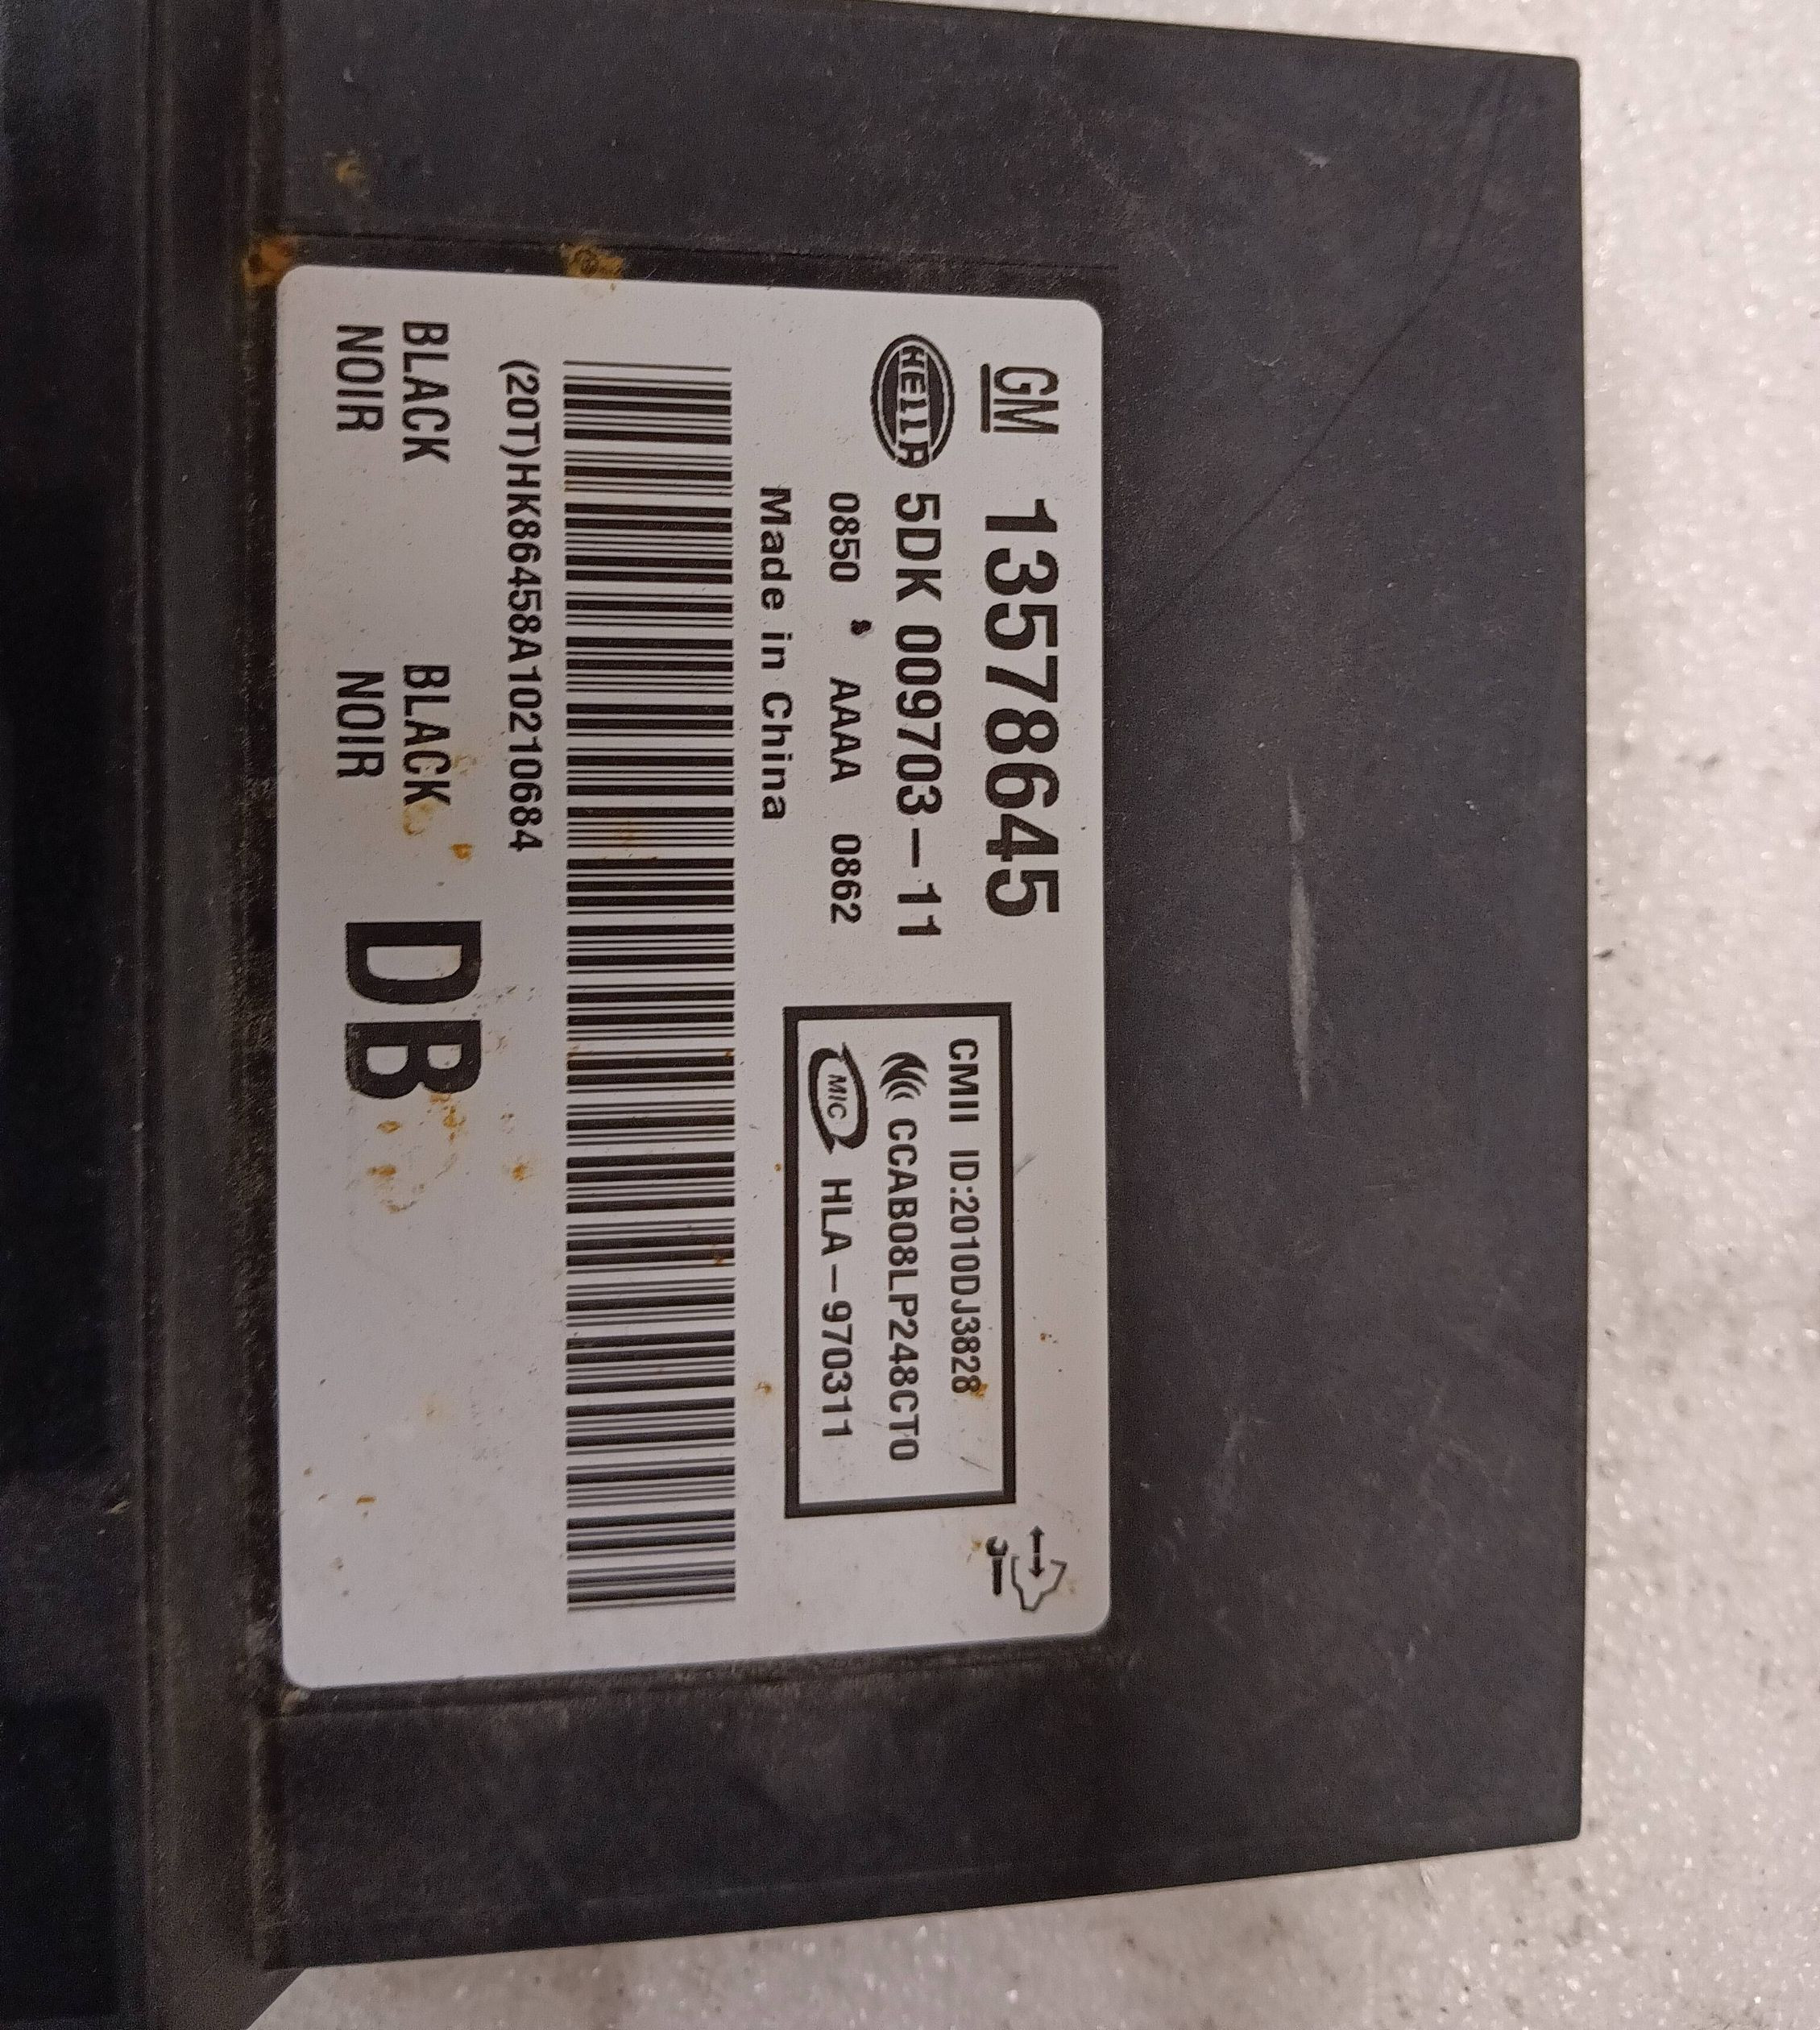 GM 13578645
HELLA 5DK 009703-11
0850 AAAA 0862
Made in China
CMII ID:2010DJ3828
CCAB08LP248CT0
MIC HLA-970311
(20T)HK86458A10210684
BLACK BLACK
NOIR NOIR
DB